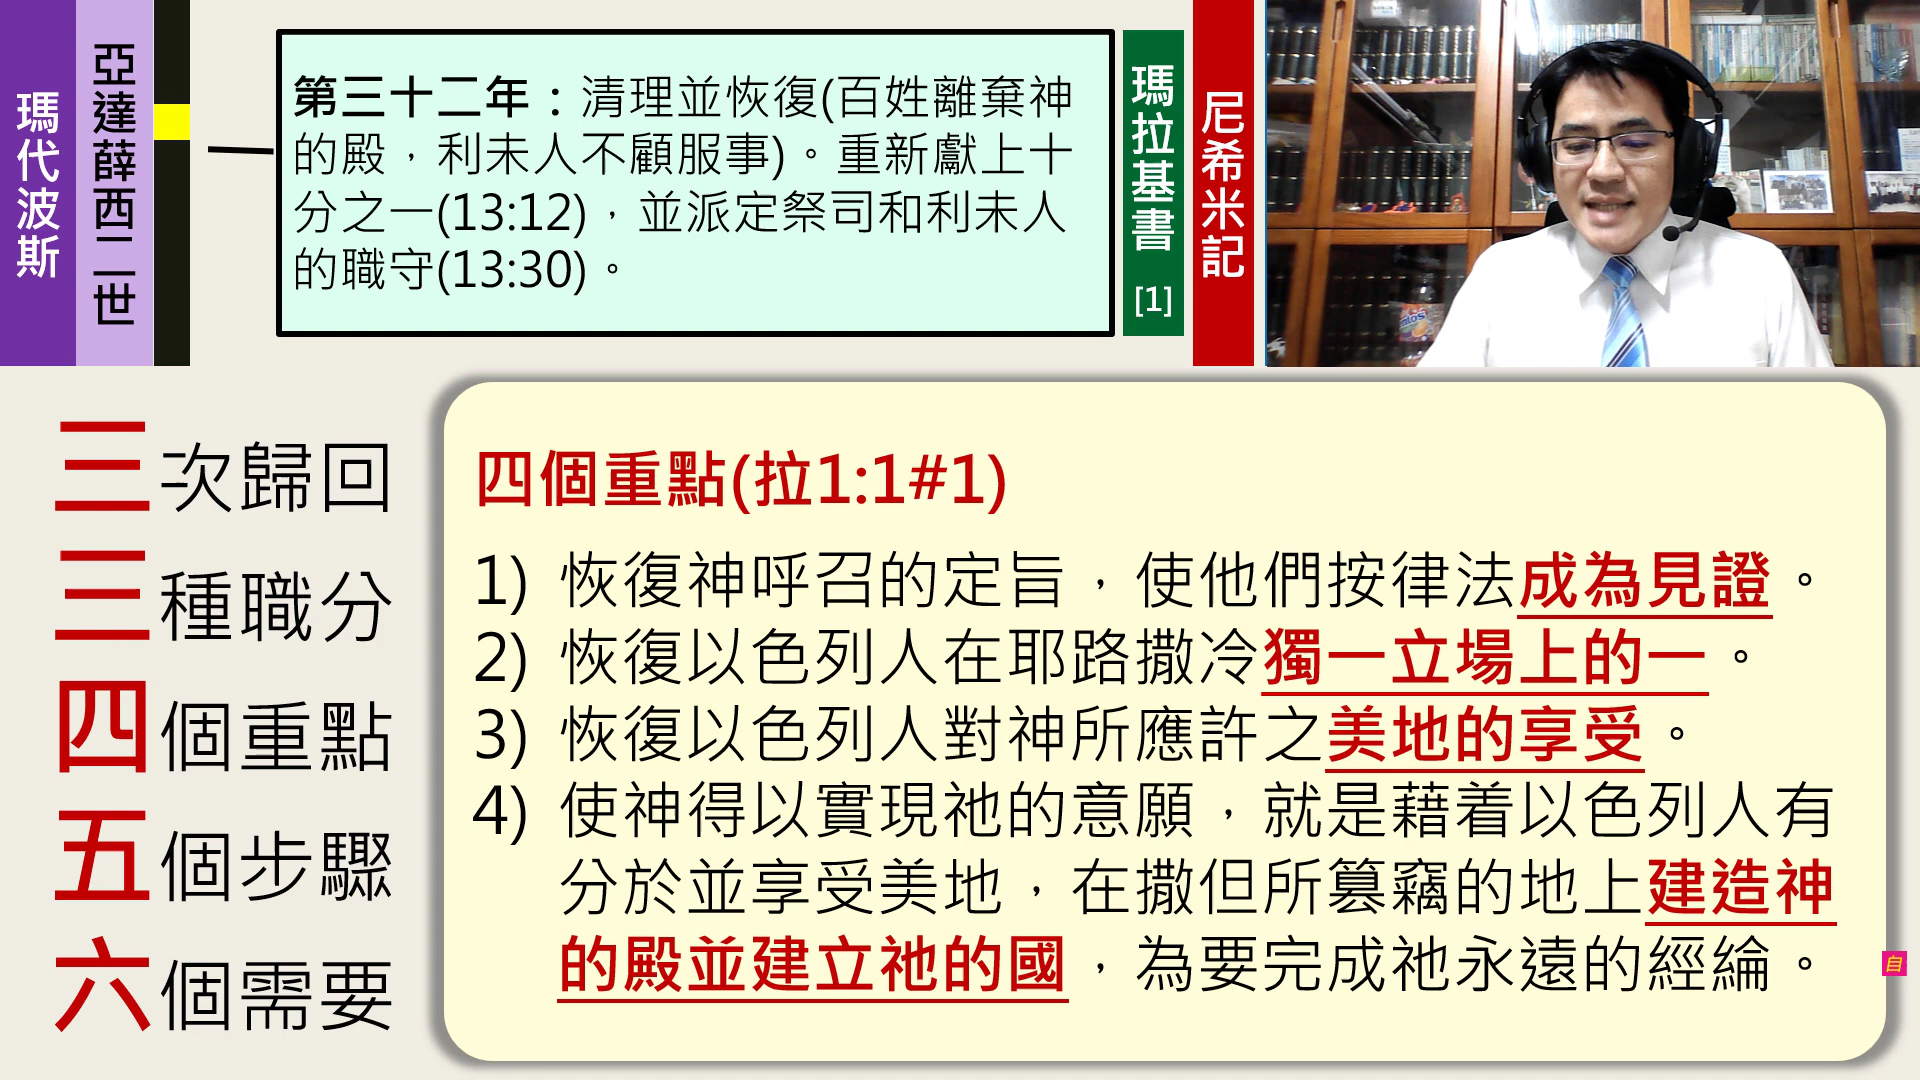 瑪代波斯
亞達薛西二世
第三十二年：清理並恢復(百姓離棄神
的殿，利未人不顧服事)。重新獻上十
分之一(13:12)，並派定祭司和利未人
的職守(13:30)。
瑪拉基書 [1]
尼希米記
三次歸回
三種職分
四個重點
五個步驟
六個需要
四個重點(拉1:1#1)
1) 恢復神呼召的定旨，使他們按律法成為見證。
2) 恢復以色列人在耶路撒冷獨一立場上的一。
3) 恢復以色列人對神所應許之美地的享受。
4) 使神得以實現祂的意願，就是藉着以色列人有
分於並享受美地，在撒但所篡竊的地上建造神
的殿並建立祂的國，為要完成祂永遠的經綸。
自